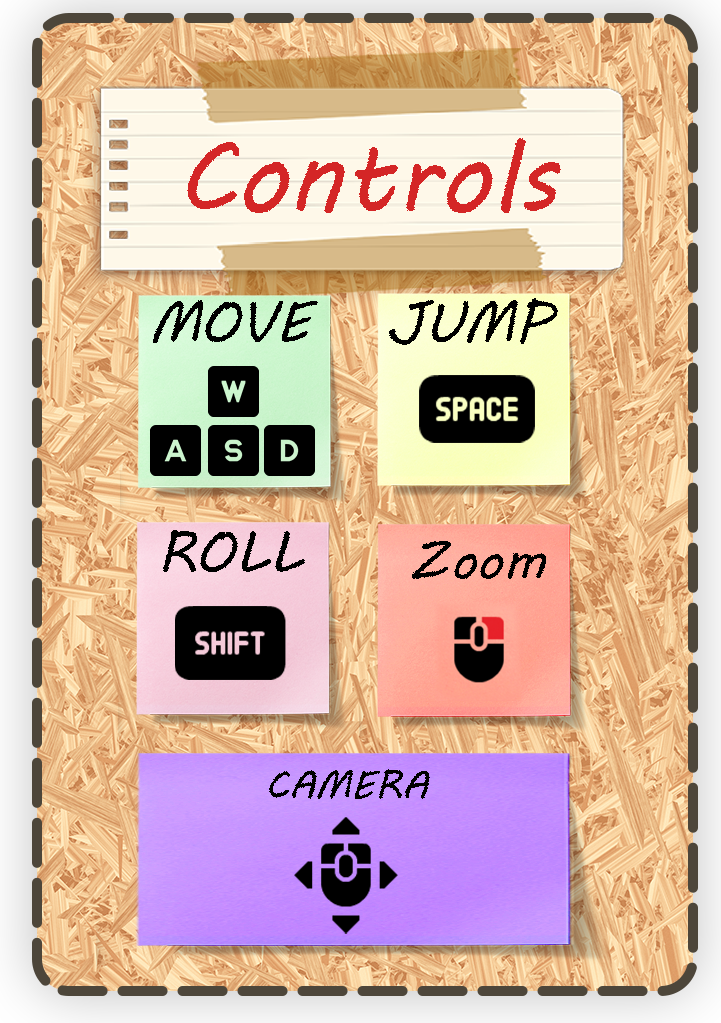 Controls
MOVE JUMP
W
SPACE
A S D
ROLL Zoom
SHIFT
CAMERA